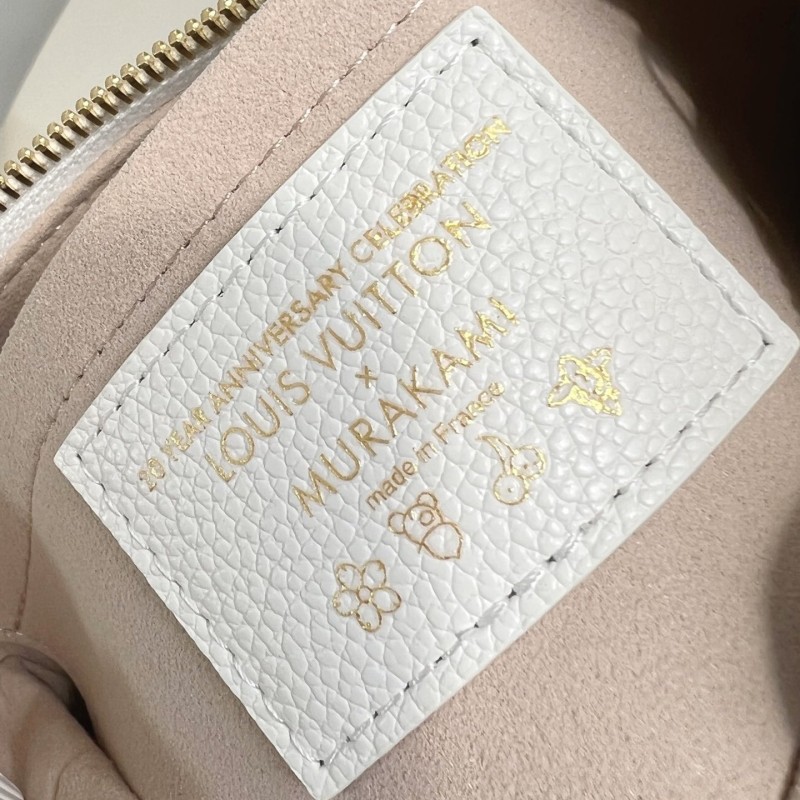 20 YEAR ANNIVERSARY CELEBRATION
LOUIS VUITTON
×
MURAKAMI
made in France